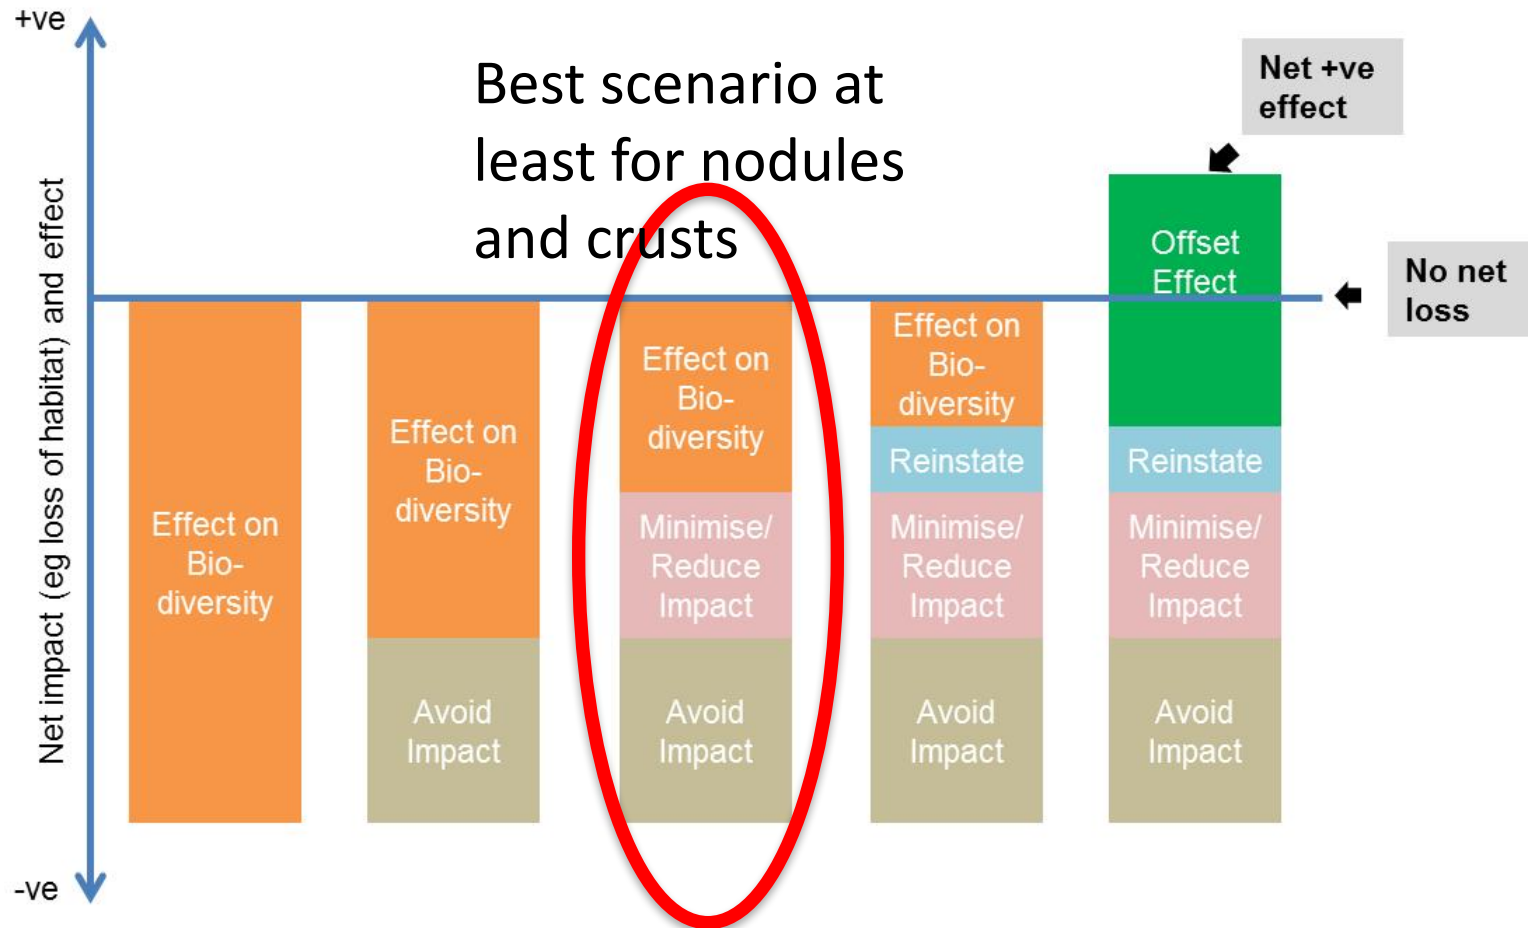 +ve
Net impact (eg loss of habitat) and effect
-ve
Best scenario at
least for nodules
and crusts
Net +ve
effect
No net
loss
Effect on
Bio-
diversity
Effect on
Bio-
diversity
Avoid
Impact
Effect on
Bio-
diversity
Minimise/
Reduce
Impact
Avoid
Impact
Effect on
Bio-
diversity
Reinstate
Minimise/
Reduce
Impact
Avoid
Impact
Offset
Effect
Reinstate
Minimise/
Reduce
Impact
Avoid
Impact